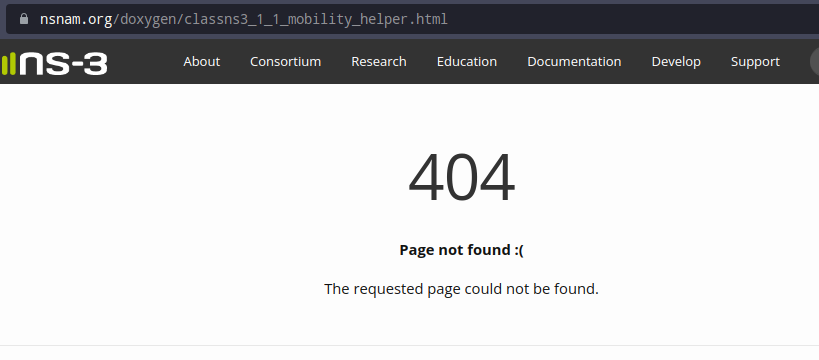 nsnam.org/doxygen/classns3_1_1_mobility_helper.html
NS-3 About Consortium Research Education Documentation Develop Support
404
Page not found :(
The requested page could not be found.